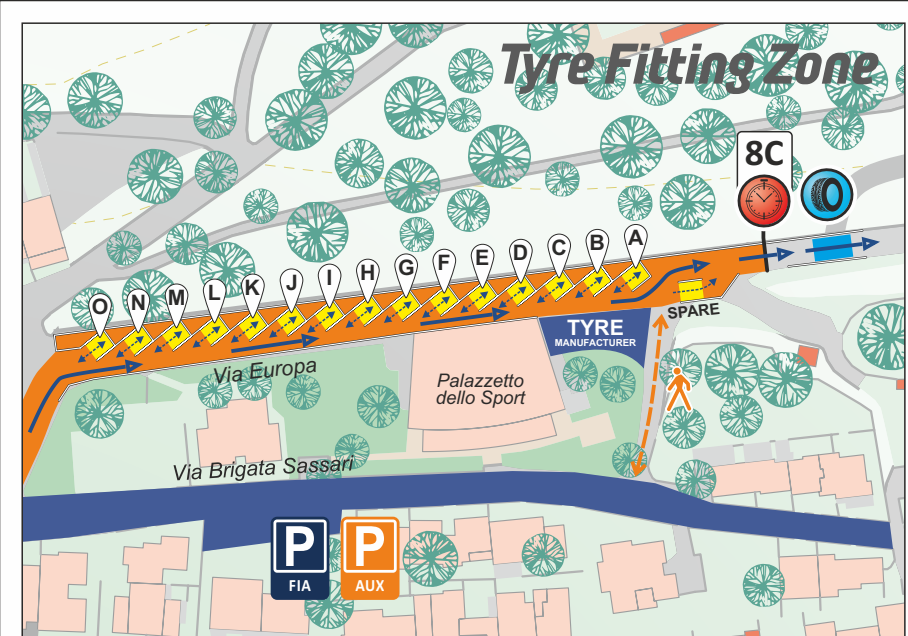 Tyre Fitting Zone
8C
A
B
C
D
E
F
G
H
I
J
K
L
M
N
O
SPARE
TYRE
MANUFACTURER
Via Europa
Palazzetto
dello Sport
Via Brigata Sassari
P
FIA
P
AUX